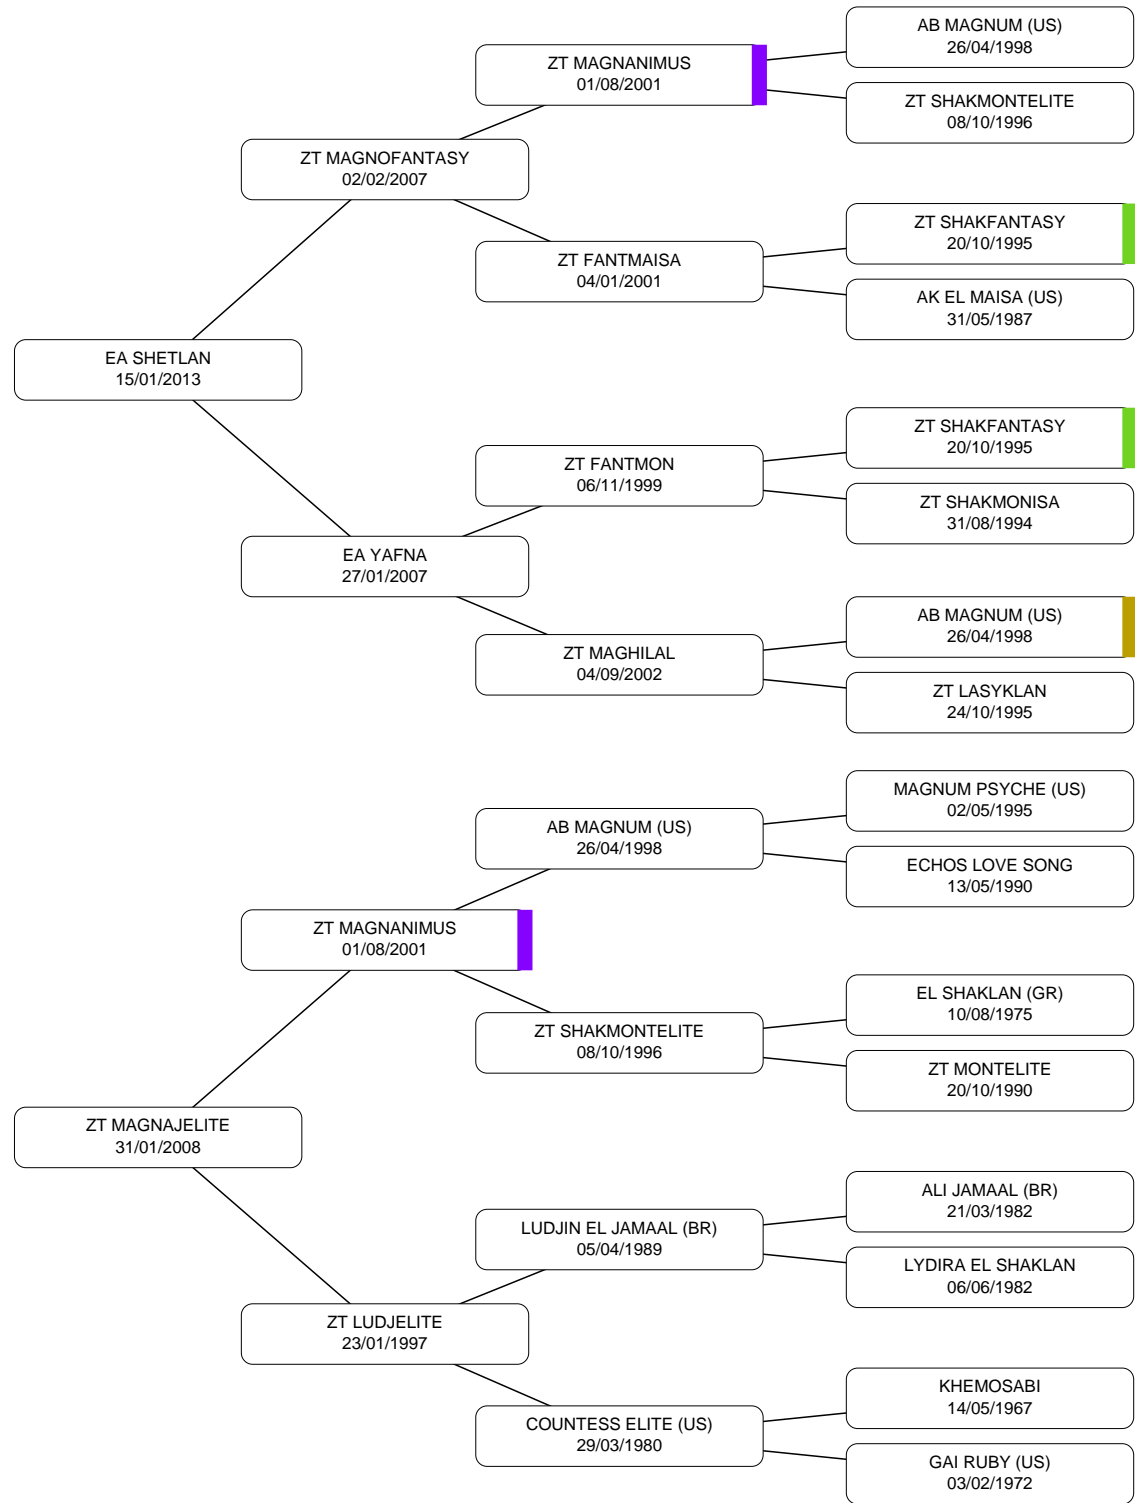 AB MAGNUM (US)
26/04/1998
ZT MAGNANIMUS
01/08/2001
ZT SHAKMONTELITE
08/10/1996
ZT MAGNOFANTASY
02/02/2007
ZT SHAKFANTASY
20/10/1995
ZT FANTMAISA
04/01/2001
AK EL MAISA (US)
31/05/1987
EA SHETLAN
15/01/2013
ZT SHAKFANTASY
20/10/1995
ZT FANTMON
06/11/1999
ZT SHAKMONISA
31/08/1994
EA YAFNA
27/01/2007
AB MAGNUM (US)
26/04/1998
ZT MAGHILAL
04/09/2002
ZT LASYKLAN
24/10/1995
MAGNUM PSYCHE (US)
02/05/1995
AB MAGNUM (US)
26/04/1998
ECHOS LOVE SONG
13/05/1990
ZT MAGNANIMUS
01/08/2001
EL SHAKLAN (GR)
10/08/1975
ZT SHAKMONTELITE
08/10/1996
ZT MONTELITE
20/10/1990
ZT MAGNAJELITE
31/01/2008
ALI JAMAAL (BR)
21/03/1982
LUDJIN EL JAMAAL (BR)
05/04/1989
LYDIRA EL SHAKLAN
06/06/1982
ZT LUDJELITE
23/01/1997
KHEMOSABI
14/05/1967
COUNTESS ELITE (US)
29/03/1980
GAI RUBY (US)
03/02/1972